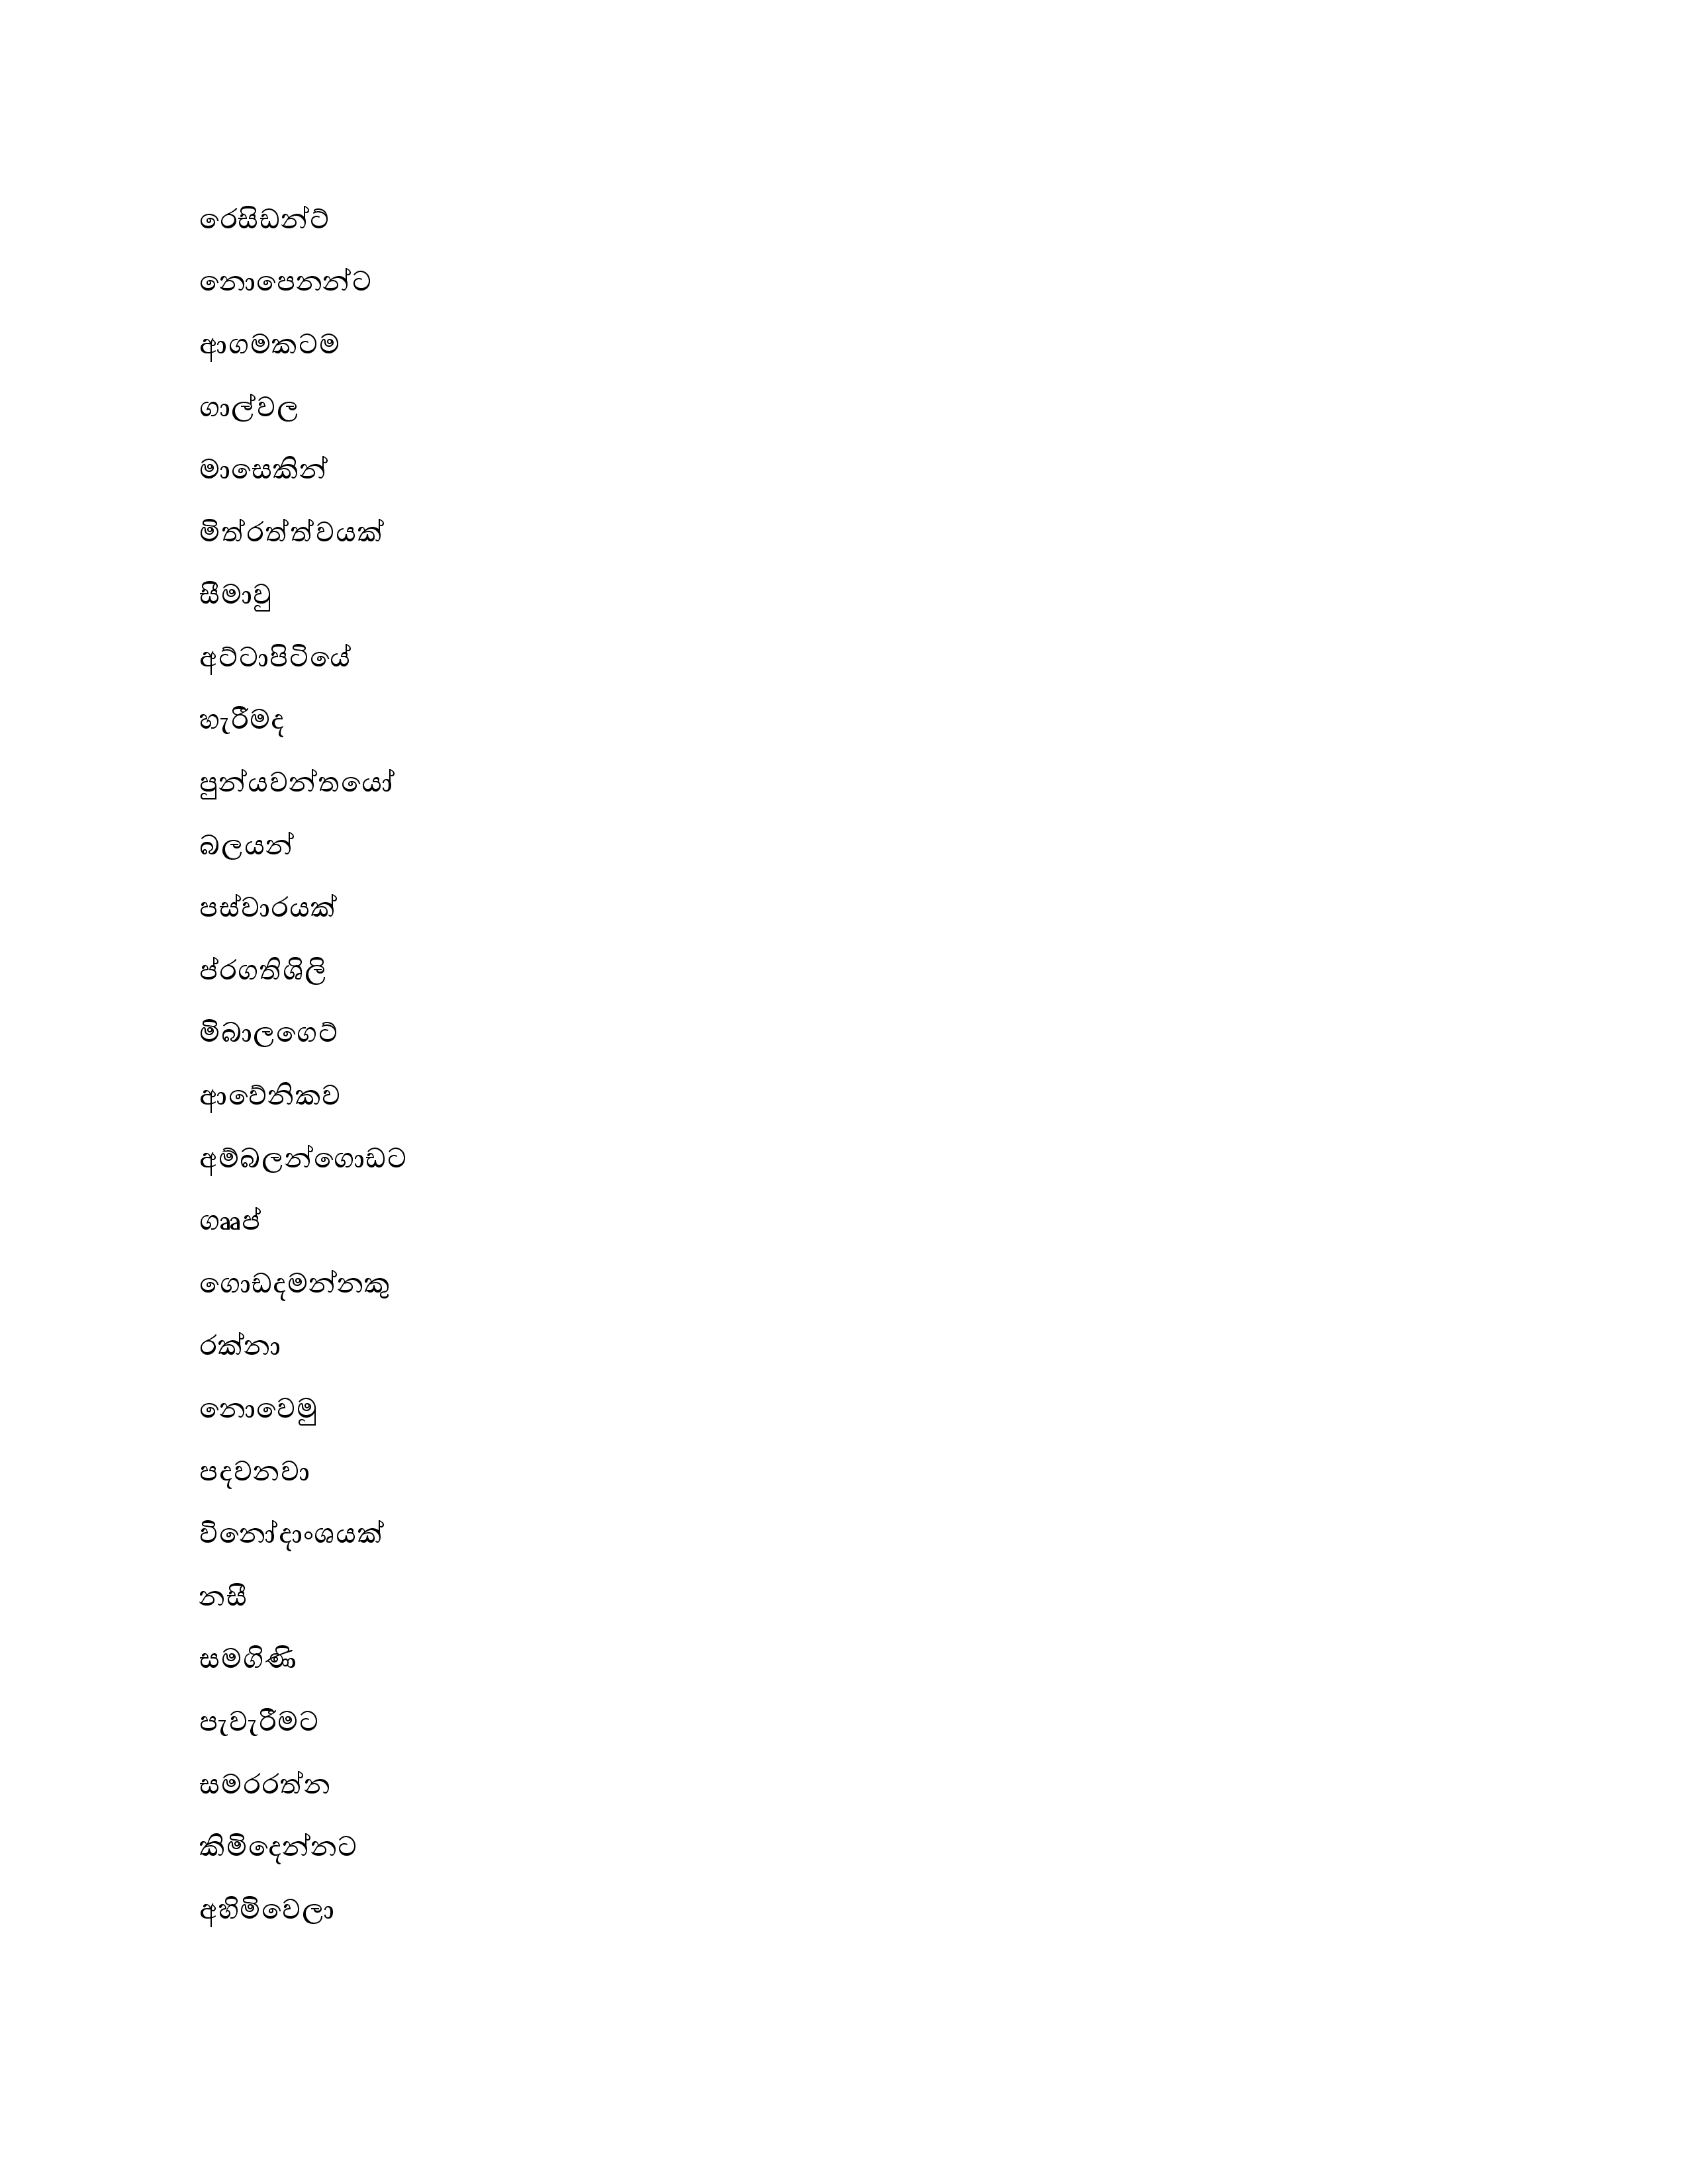 රෙසිඩන්ට්
නොපෙනන්ට
ආගමකටම
ගාල්වල
මාසෙකින්
මිත්රත්ත්වයක්
සීමාවු
අට්ටාපිටියේ
හැරීමද
පුන්යවන්තයෝ
බලයන්
පස්වාරයක්
ප්රගතිශිලි
මිබාලගෙට්
ආවේනිකව
අම්බලන්ගොඩට
ගෲප්
ගොඩදමන්නකු
රක්නා
නොවෙමු
පදවනවා
විනෝදාංශයක්
නසී
සමගිණි
පැවැරීමට
සමරරත්න
කිමිදෙන්නට
අහිමිවෙලා